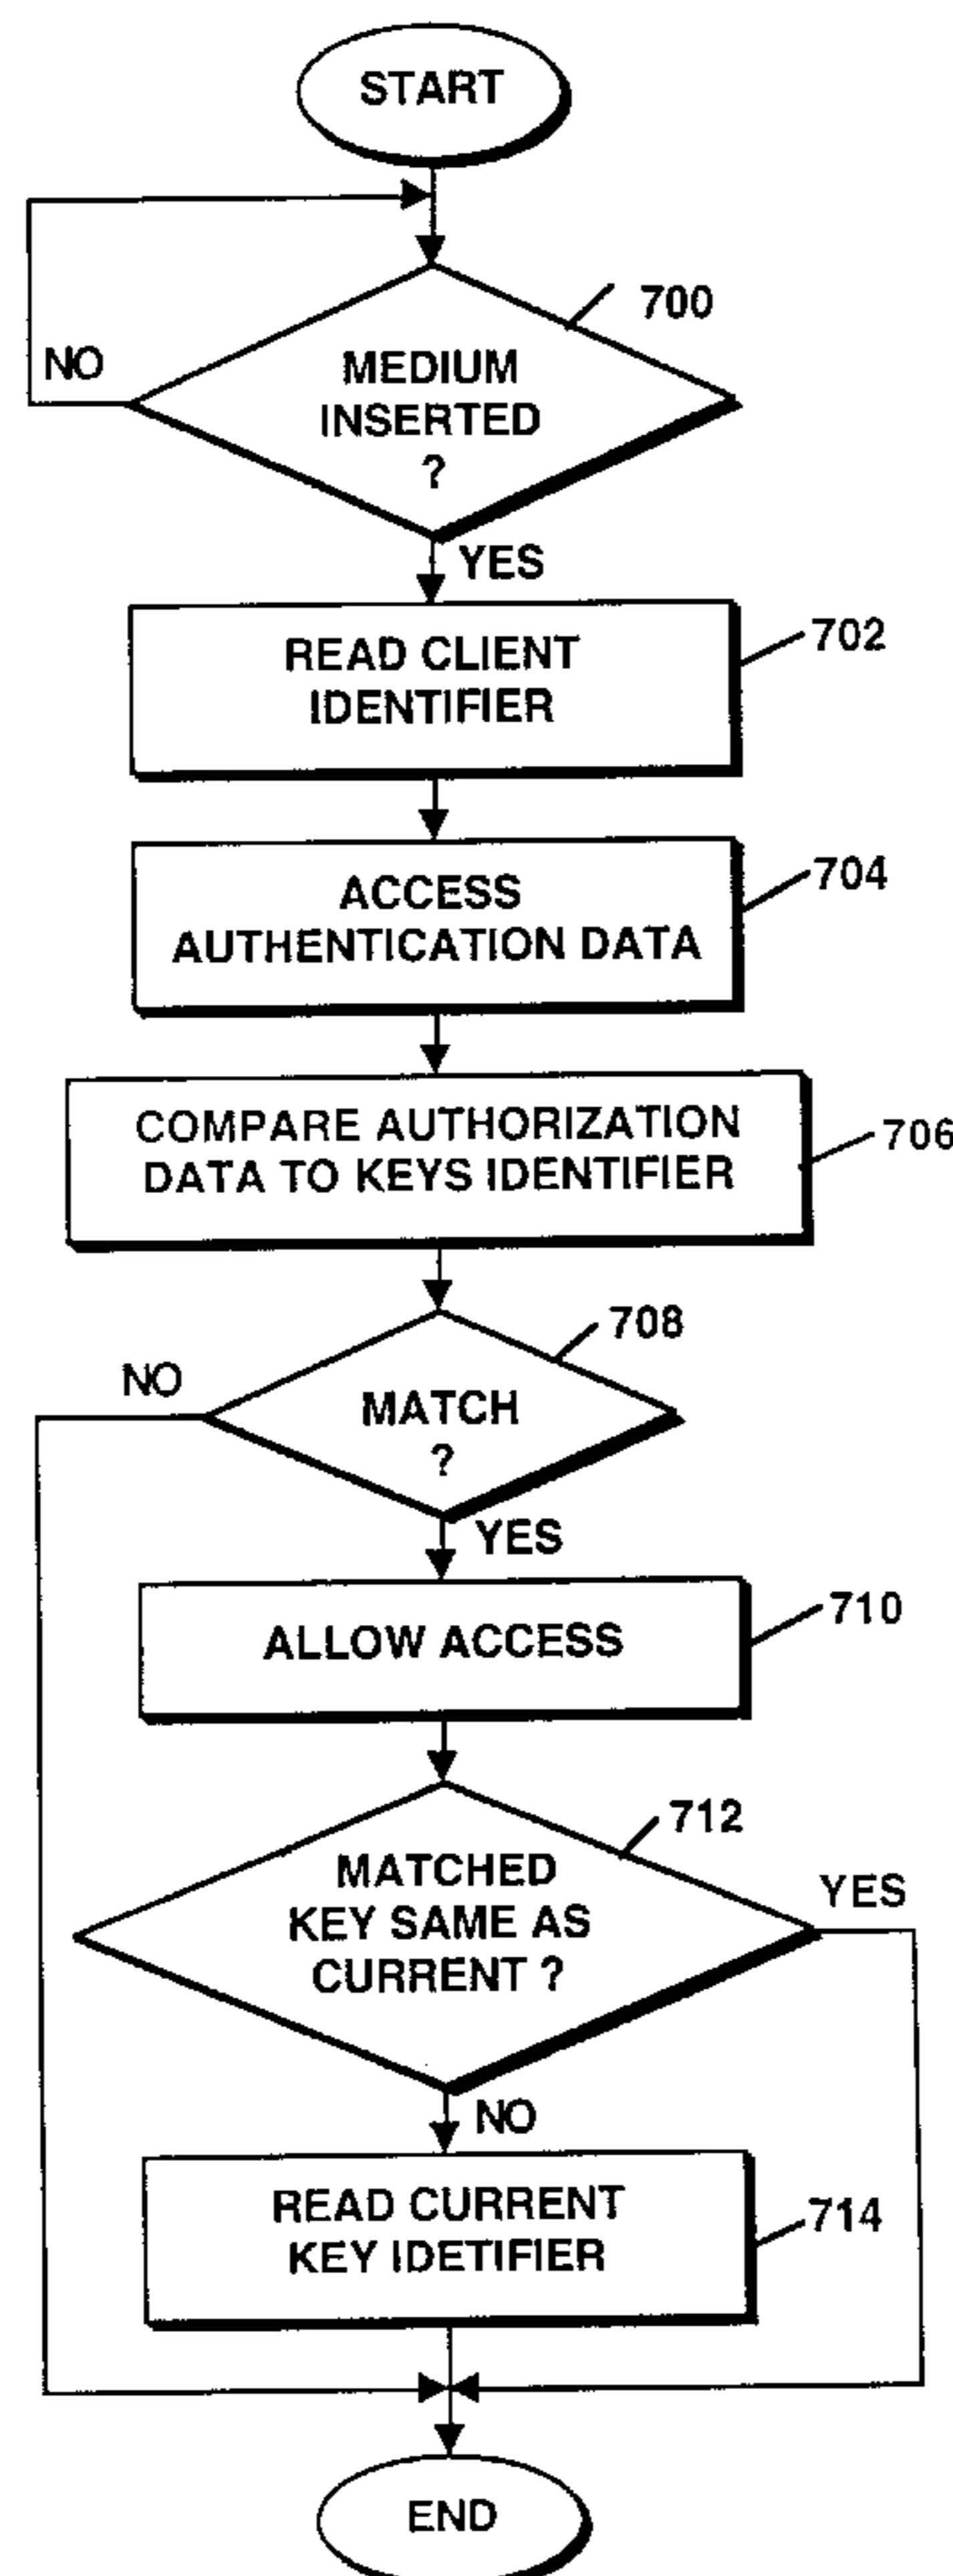 START
700
NO
MEDIUM
INSERTED
?
YES
702
READ CLIENT
IDENTIFIER
704
ACCESS
AUTHENTICATION DATA
706
COMPARE AUTHORIZATION
DATA TO KEYS IDENTIFIER
708
NO
MATCH
?
YES
710
ALLOW ACCESS
712
MATCHED
YES
KEY SAME AS
CURRENT ?
NO
READ CURRENT
714
KEY IDETIFIER
END